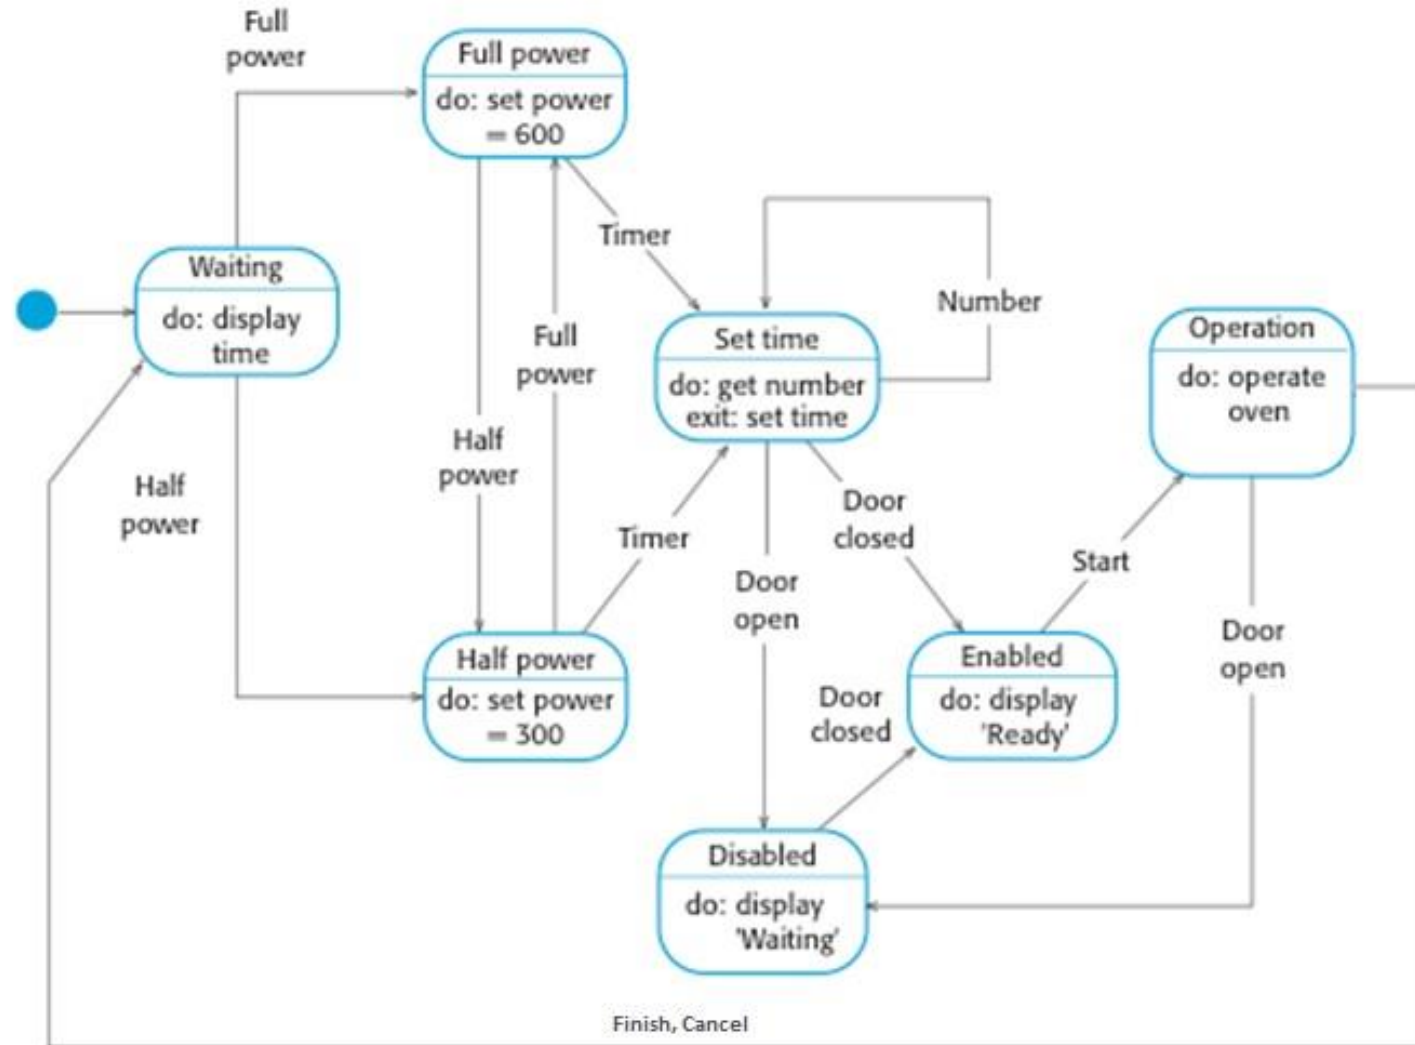 Full
power
Full power
do: set power
= 600
Timer
Waiting
do: display
time
Full
power
Number
Set time
do: get number
exit: set time
Operation
do: operate
oven
Half
power
Half
power
Timer
Door
closed
Door
open
Start
Door
open
Half power
do: set power
= 300
Enabled
do: display
'Ready'
Door
closed
Disabled
do: display
'Waiting'
Finish, Cancel